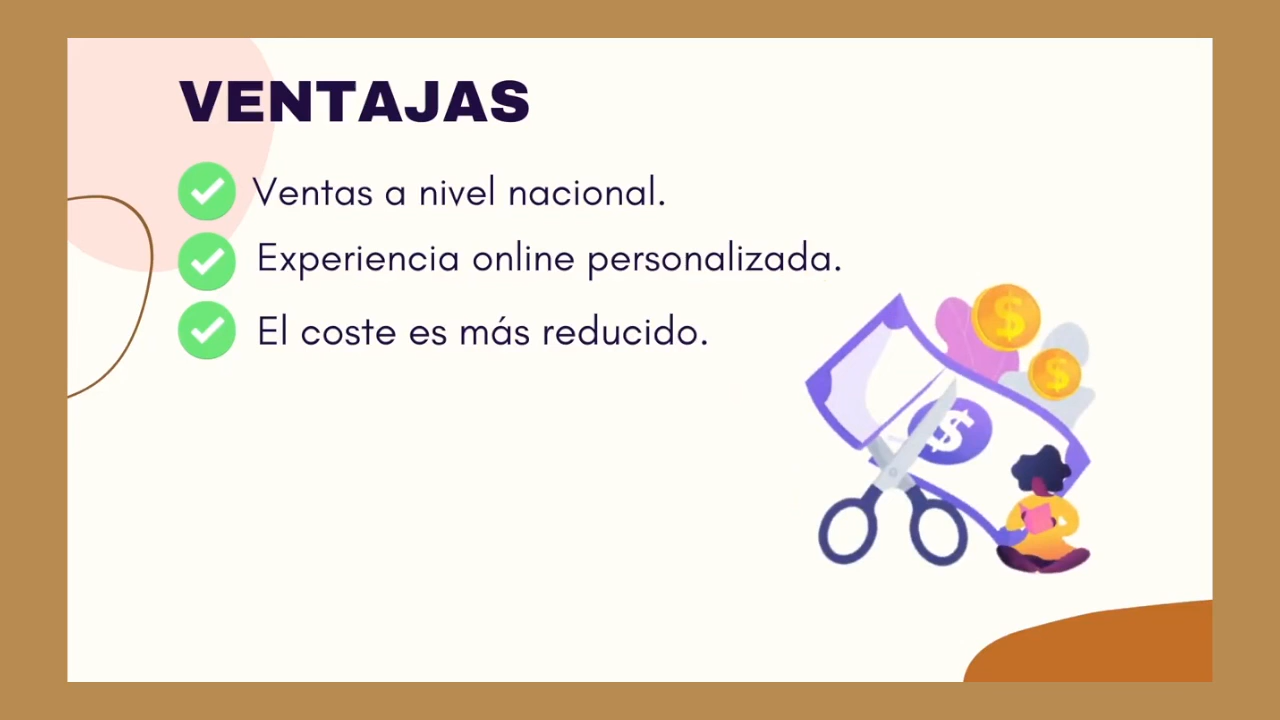 VENTAJAS
Ventas a nivel nacional.
Experiencia online personalizada.
El coste es más reducido.
$
$
$